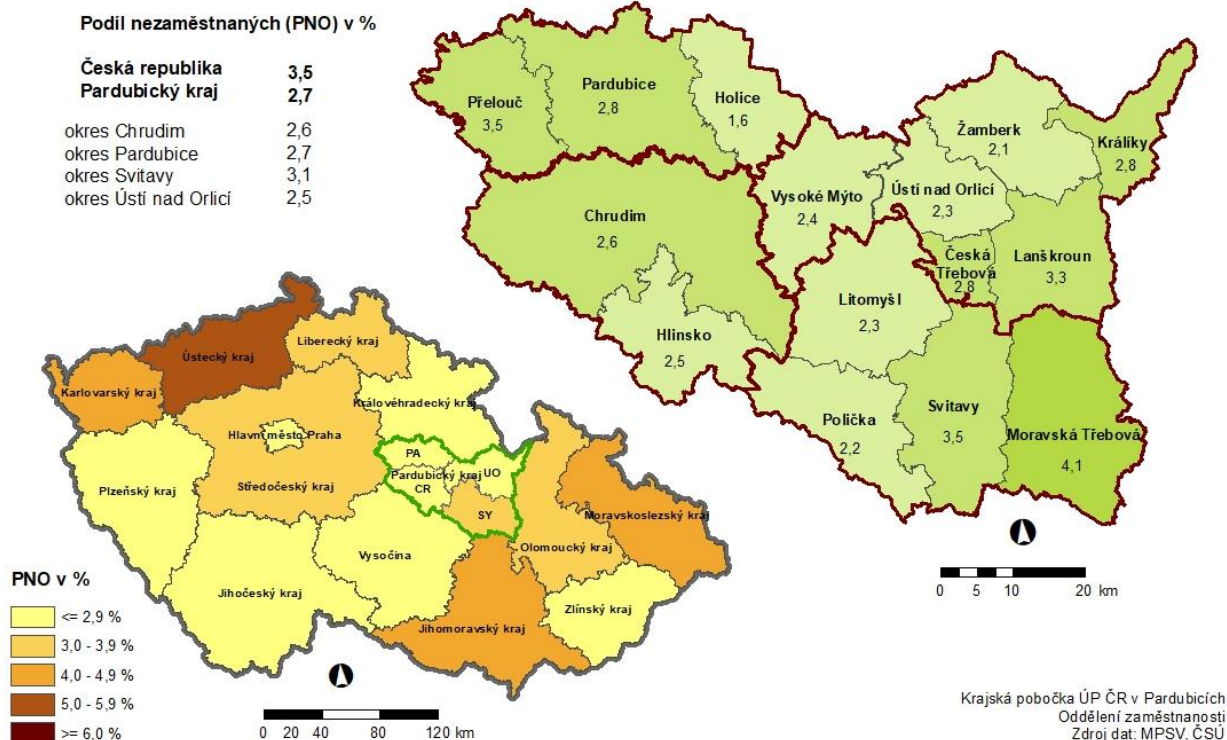 Podíl nezaměstnaných (PNO) v %
Česká republika 3,5
Pardubický kraj 2,7
okres Chrudim 2,6
okres Pardubice 2,7
okres Svitavy 3,1
okres Ústí nad Orlicí 2,5
Přelouč
3,5
Pardubice
2,8
Holice
1,6
Žamberk
2,1
Králíky
2,8
Vysoké Mýto
2,4
Ústí nad Orlicí
2,3
Chrudim
2,6
Česká
Třebová
2,8
Lanškroun
3,3
Litomyšl
2,3
Hlinsko
2,5
Polička
2,2
Svitavy
3,5
Moravská Třebová
4,1
0 5 10 20 km
Ústecký kraj
Liberecký kraj
Karlovarský kraj
Královéhradecký kraj
Hlavní město Praha
PA
UO
Pardubický kraj
CR
Plzeňský kraj
Středočeský kraj
SY
Moravskoslezský kraj
Vysočina
Olomoucký kraj
Jihočeský kraj
Zlínský kraj
Jihomoravský kraj
PNO v %
<= 2,9 %
3,0 - 3,9 %
4,0 - 4,9 %
5,0 - 5,9 %
>= 6,0 %
0 20 40 80 120 km
Krajská pobočka ÚP ČR v Pardubicích
Oddělení zaměstnanosti
Zdroj dat: MPSV, ČSÚ